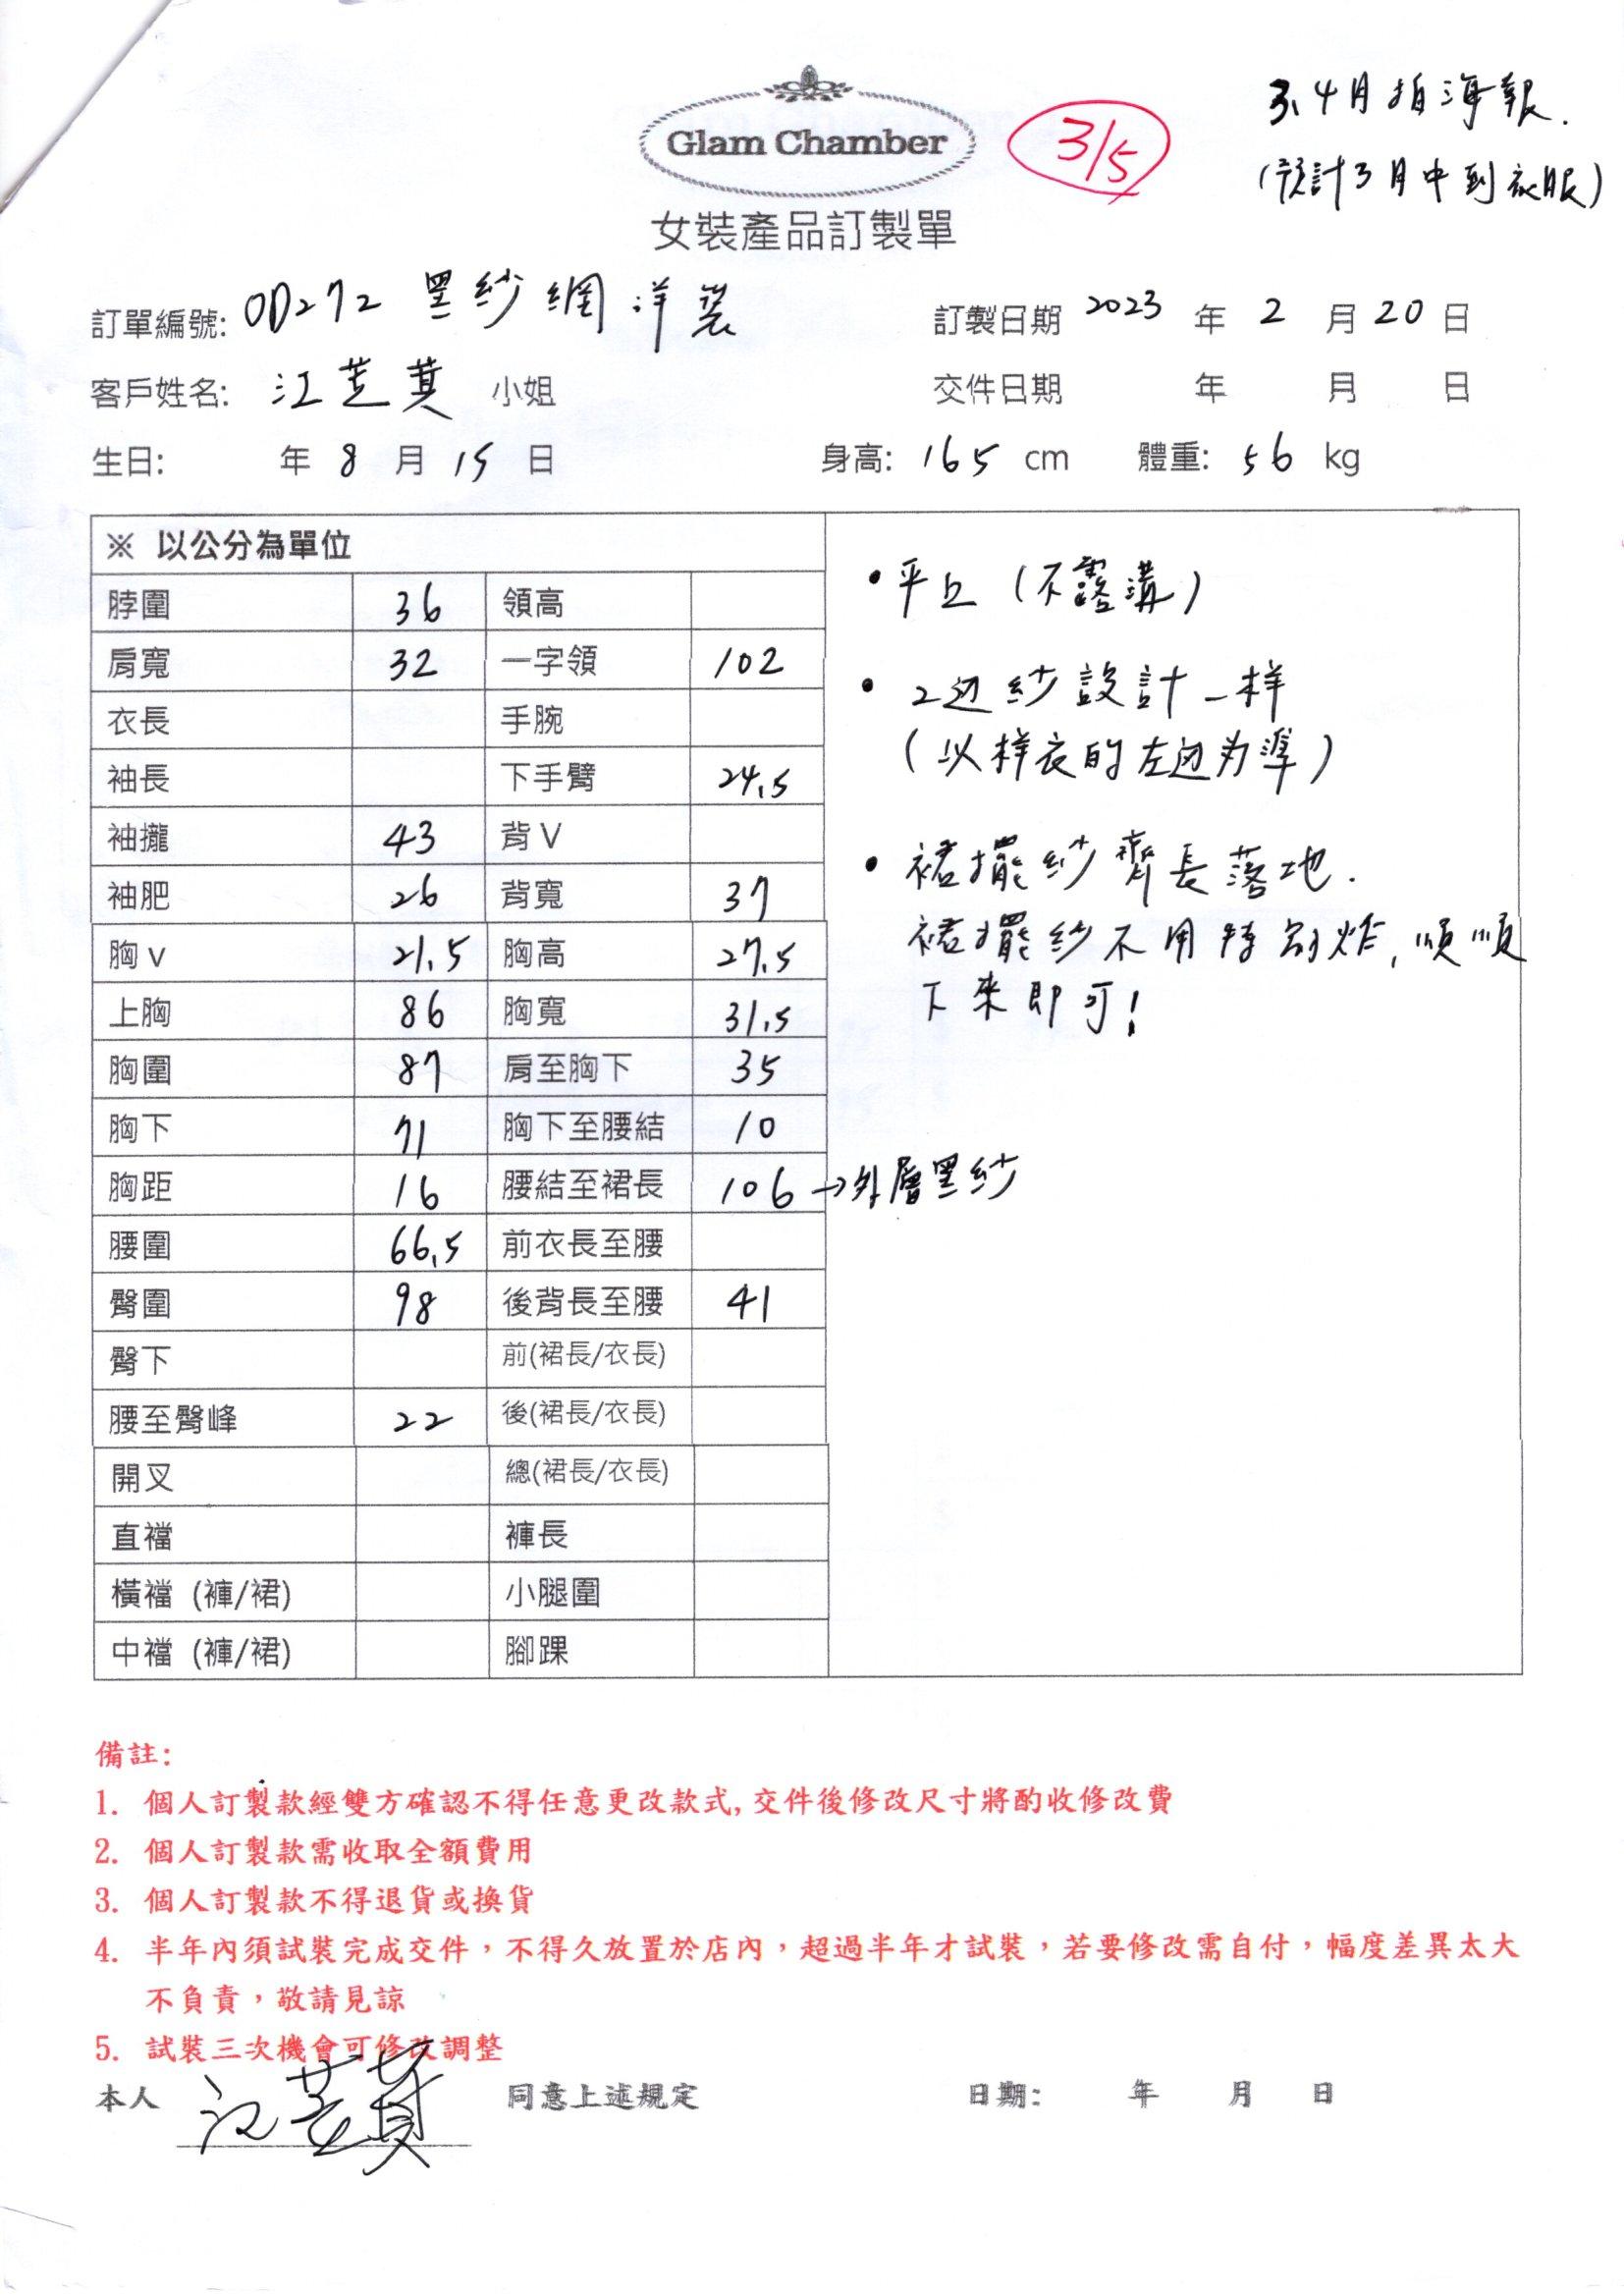 3、4月拍海報.
Glam Chamber
3/5
(預計3月中到衣服)
女裝產品訂製單
訂單編號: OD272 黑紗網洋裝 訂製日期 2023 年 2 月 20 日
客戶姓名: 江芝萁 小姐 交件日期 年 月 日
生日: 年 8 月 15 日 身高: 165 cm 體重: 56 kg
※ 以公分為單位
脖圍 36 領高
肩寬 32 一字領 102
衣長 手腕
袖長 下手臂 24.5
袖攏 43 背V
袖肥 26 背寬 37
胸v 21.5 胸高 27.5
上胸 86 胸寬 31.5
胸圍 87 肩至胸下 35
胸下 71 胸下至腰結 10
胸距 16 腰結至裙長 106 →外層黑紗
腰圍 66.5 前衣長至腰
臀圍 98 後背長至腰 41
臀下 前(裙長/衣長)
腰至臀峰 22 後(裙長/衣長)
開叉 總(裙長/衣長)
直襠 褲長
橫襠 (褲/裙) 小腿圍
中襠 (褲/裙) 腳踝
• 平口 (不露溝)
• 2边紗設計一样
(以样衣的左边为準)
• 裙擺紗齊長落地.
裙擺紗不用特別炸, 順順
下來即可!
備註:
1. 個人訂製款經雙方確認不得任意更改款式, 交件後修改尺寸將酌收修改費
2. 個人訂製款需收取全額費用
3. 個人訂製款不得退貨或換貨
4. 半年內須試裝完成交件，不得久放置於店內，超過半年才試裝，若要修改需自付，幅度差異太大
不負責，敬請見諒
5. 試裝三次機會可修改調整
本人 同意上述規定 日期: 年 月 日